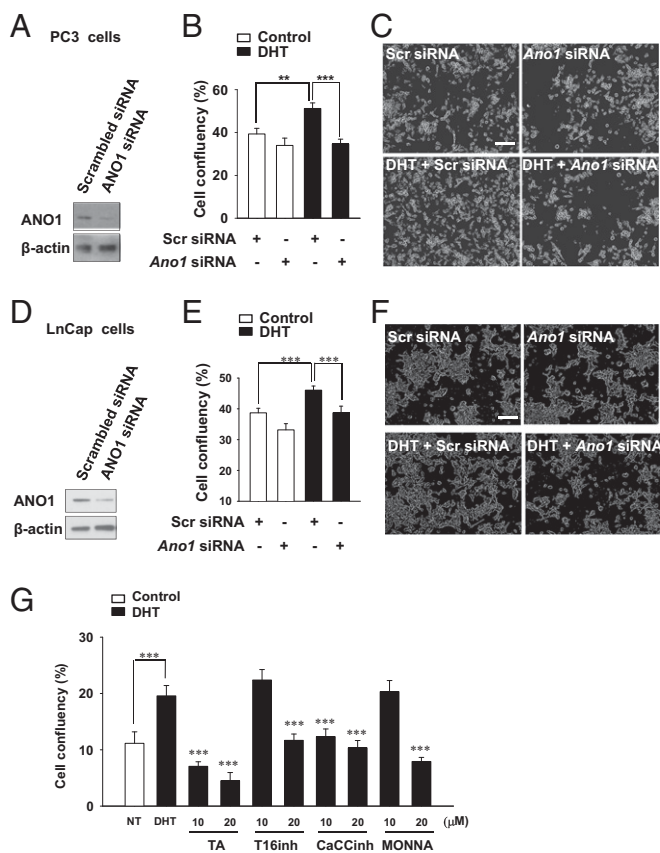 A
PC3 cells
Scrambled siRNA
ANO1 siRNA
ANO1
β-actin
B
Control
DHT
Cell confluency (%)
60
40
20
0
**
***
Scr siRNA + - + -
Ano1 siRNA - + - +
C
Scr siRNA
Ano1 siRNA
DHT + Scr siRNA
DHT + Ano1 siRNA
D
LnCap cells
Scrambled siRNA
ANO1 siRNA
ANO1
β-actin
E
Control
DHT
Cell confluency (%)
50
40
30
20
10
***
***
Scr siRNA + - + -
Ano1 siRNA - + - +
F
Scr siRNA
Ano1 siRNA
DHT + Scr siRNA
DHT + Ano1 siRNA
G
Control
DHT
Cell confluency (%)
30
20
10
0
***
*** *** *** *** *** ***
NT DHT 10 20 10 20 10 20 10 20 (μM)
TA T16inh CaCCinh MONNA